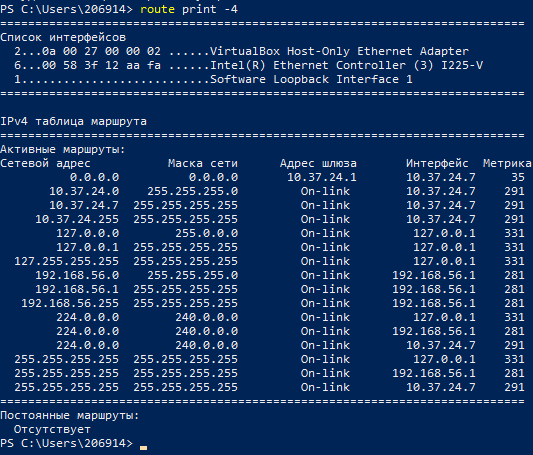 PS C:\Users\206914> route print -4
===========================================================================
Список интерфейсов
  2...0a 00 27 00 00 02 ......VirtualBox Host-Only Ethernet Adapter
  6...00 58 3f 12 aa fa ......Intel(R) Ethernet Controller (3) I225-V
  1...........................Software Loopback Interface 1
===========================================================================
IPv4 таблица маршрута
===========================================================================
Активные маршруты:
Сетевой адрес           Маска сети      Адрес шлюза       Интерфейс  Метрика
          0.0.0.0          0.0.0.0       10.37.24.1       10.37.24.7     35
       10.37.24.0    255.255.255.0         On-link        10.37.24.7    291
       10.37.24.7  255.255.255.255         On-link        10.37.24.7    291
     10.37.24.255  255.255.255.255         On-link        10.37.24.7    291
        127.0.0.0        255.0.0.0         On-link         127.0.0.1    331
        127.0.0.1  255.255.255.255         On-link         127.0.0.1    331
  127.255.255.255  255.255.255.255         On-link         127.0.0.1    331
     192.168.56.0    255.255.255.0         On-link      192.168.56.1    281
     192.168.56.1  255.255.255.255         On-link      192.168.56.1    281
   192.168.56.255  255.255.255.255         On-link      192.168.56.1    281
        224.0.0.0        240.0.0.0         On-link         127.0.0.1    331
        224.0.0.0        240.0.0.0         On-link      192.168.56.1    281
        224.0.0.0        240.0.0.0         On-link        10.37.24.7    291
  255.255.255.255  255.255.255.255         On-link         127.0.0.1    331
  255.255.255.255  255.255.255.255         On-link      192.168.56.1    281
  255.255.255.255  255.255.255.255         On-link        10.37.24.7    291
===========================================================================
Постоянные маршруты:
  Отсутствует
PS C:\Users\206914> _